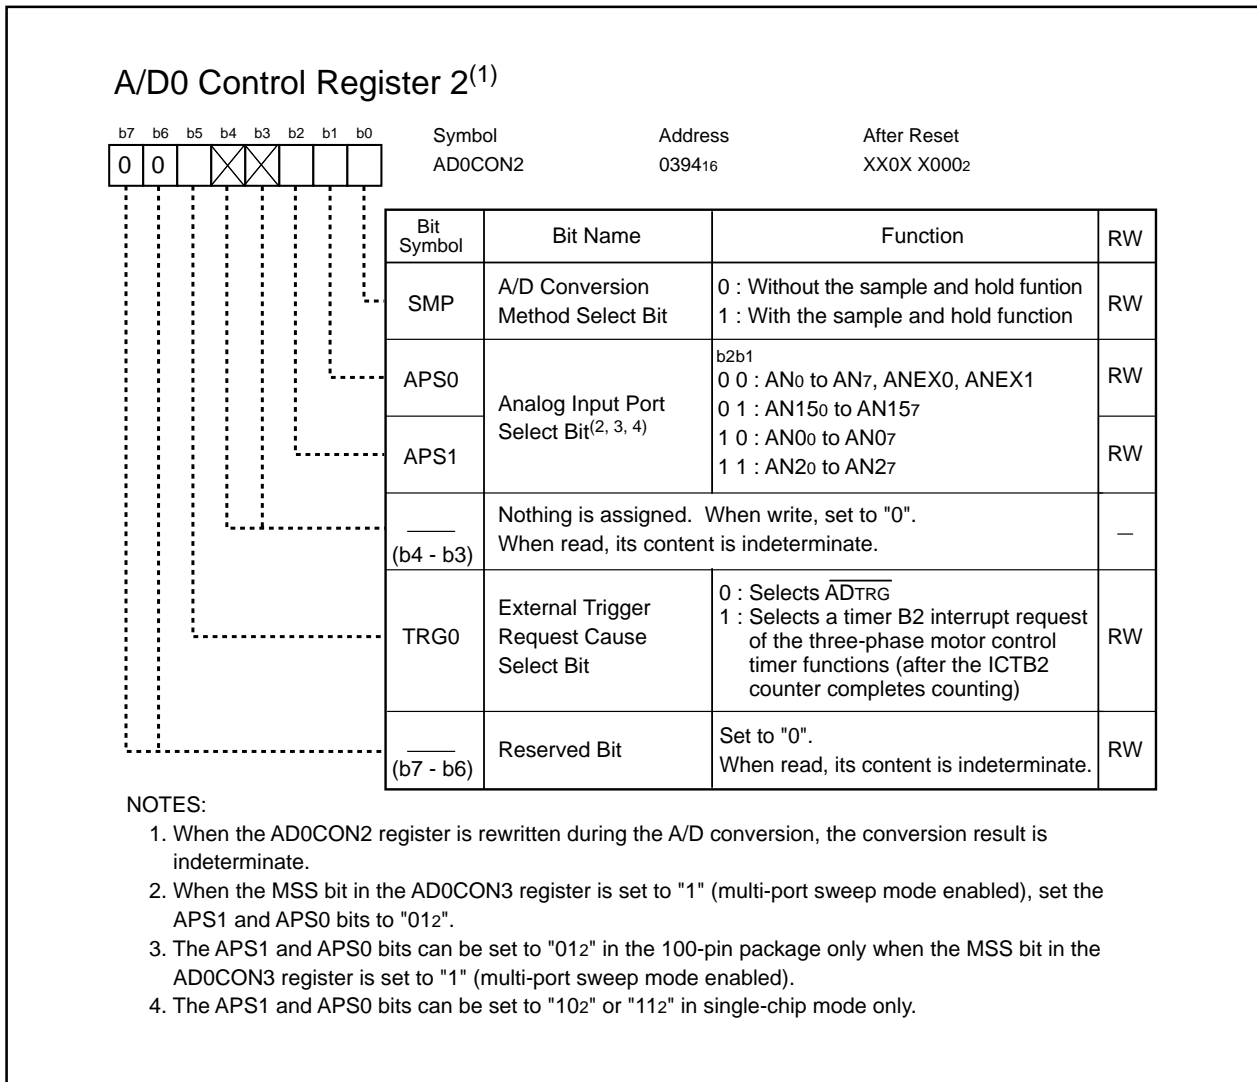 A/D0 Control Register 2(1)
b7 b6 b5 b4 b3 b2 b1 b0
0 0
Symbol Address After Reset
AD0CON2 039416 XX0X X0002
Bit Symbol Bit Name Function RW
SMP
A/D Conversion
Method Select Bit
0 : Without the sample and hold funtion
1 : With the sample and hold function
RW
APS0
APS1
Analog Input Port
Select Bit(2, 3, 4)
b2b1
0 0 : AN0 to AN7, ANEX0, ANEX1
0 1 : AN150 to AN157
1 0 : AN00 to AN07
1 1 : AN20 to AN27
RW
RW
(b4 - b3)
Nothing is assigned. When write, set to "0".
When read, its content is indeterminate.
—
TRG0
External Trigger
Request Cause
Select Bit
0 : Selects ADTRG
1 : Selects a timer B2 interrupt request
of the three-phase motor control
timer functions (after the ICTB2
counter completes counting)
RW
(b7 - b6)
Reserved Bit
Set to "0".
When read, its content is indeterminate.
RW
NOTES:
1. When the AD0CON2 register is rewritten during the A/D conversion, the conversion result is
indeterminate.
2. When the MSS bit in the AD0CON3 register is set to "1" (multi-port sweep mode enabled), set the
APS1 and APS0 bits to "012".
3. The APS1 and APS0 bits can be set to "012" in the 100-pin package only when the MSS bit in the
AD0CON3 register is set to "1" (multi-port sweep mode enabled).
4. The APS1 and APS0 bits can be set to "102" or "112" in single-chip mode only.